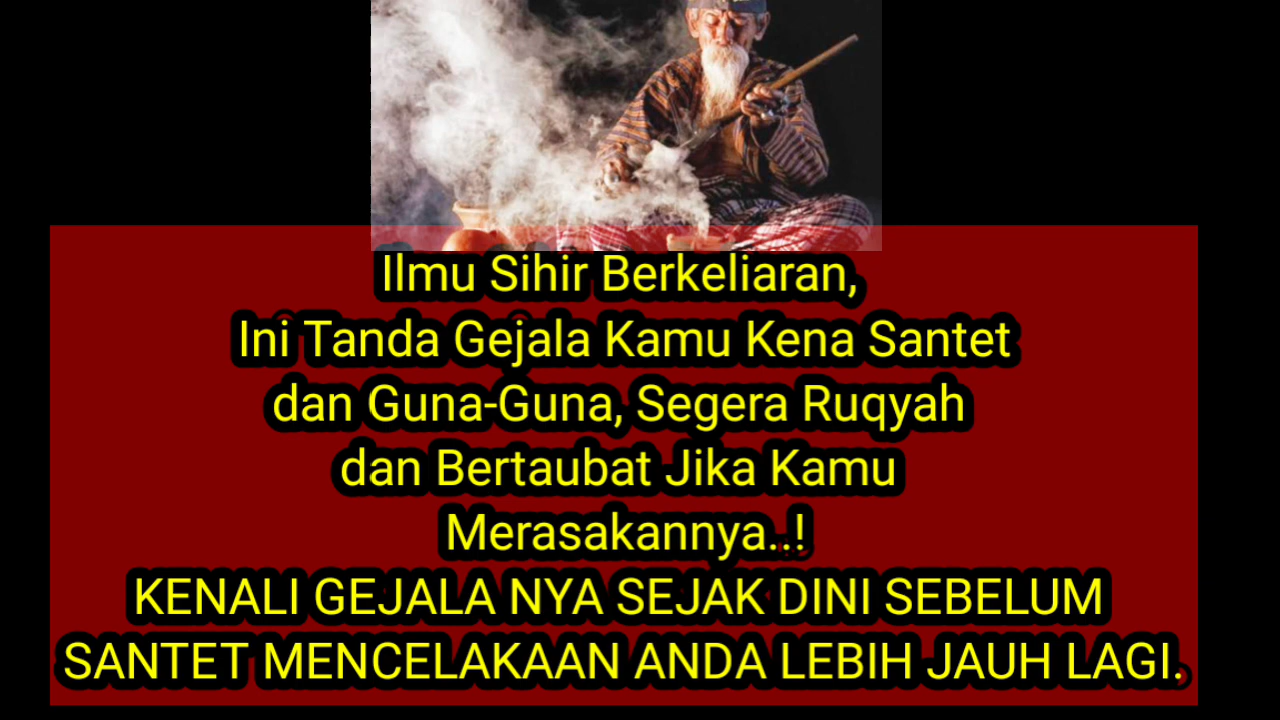 Ilmu Sihir Berkeliaran,
Ini Tanda Gejala Kamu Kena Santet
dan Guna-Guna, Segera Ruqyah
dan Bertaubat Jika Kamu
Merasakannya..!
KENALI GEJALA NYA SEJAK DINI SEBELUM
SANTET MENCELAKAAN ANDA LEBIH JAUH LAGI.